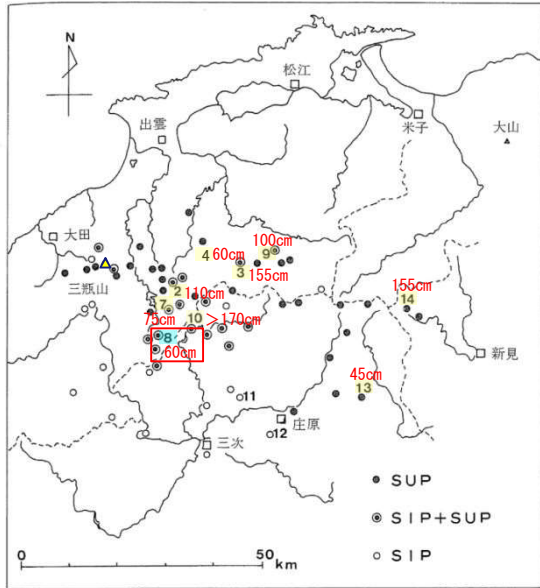 N
松江
出雲
米子
大山
大田
100cm
9
4 60cm
3
155cm
三瓶山
2
110cm
155cm
14
7
75cm
10
>170cm
8
60cm
新見
45cm
13
11
庄原
12
三次
SUP
SIP+SUP
SIP
0
50
km